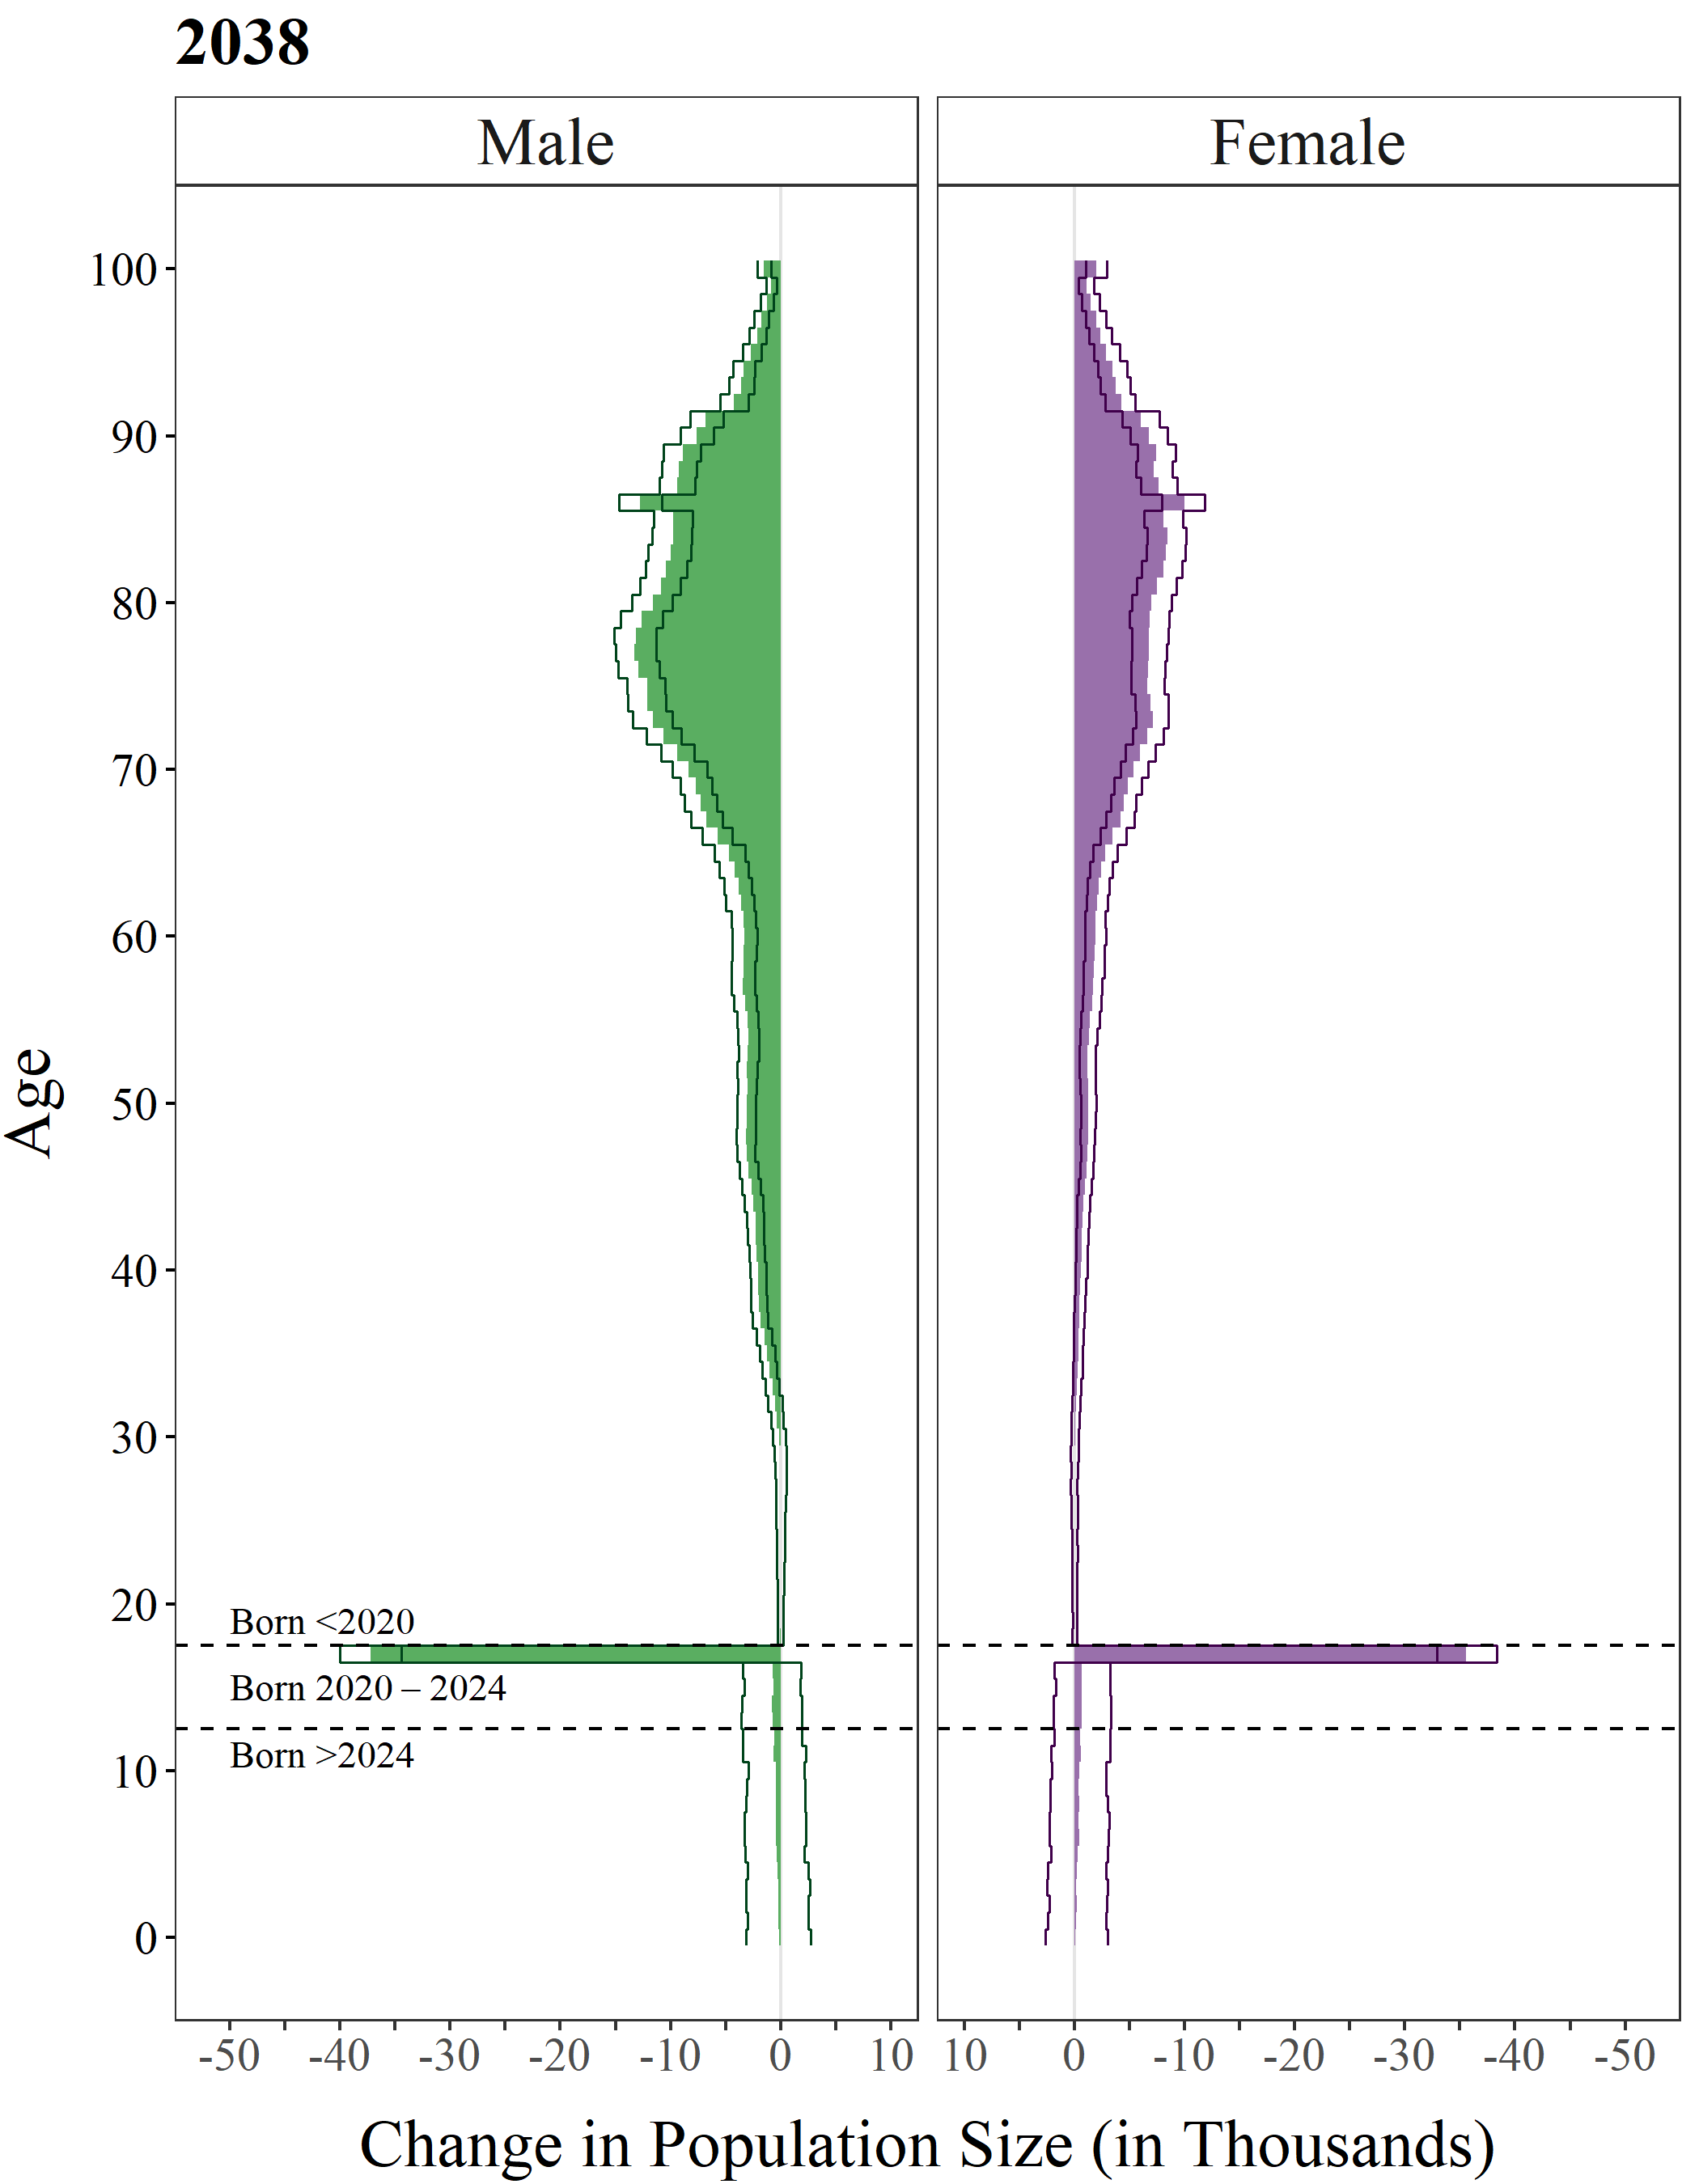 2038
Male
Female
100
90
80
70
60
50
40
30
20
10
0
Age
Born <2020
Born 2020 – 2024
Born >2024
-50 -40 -30 -20 -10 0 10
10 0 -10 -20 -30 -40 -50
Change in Population Size (in Thousands)